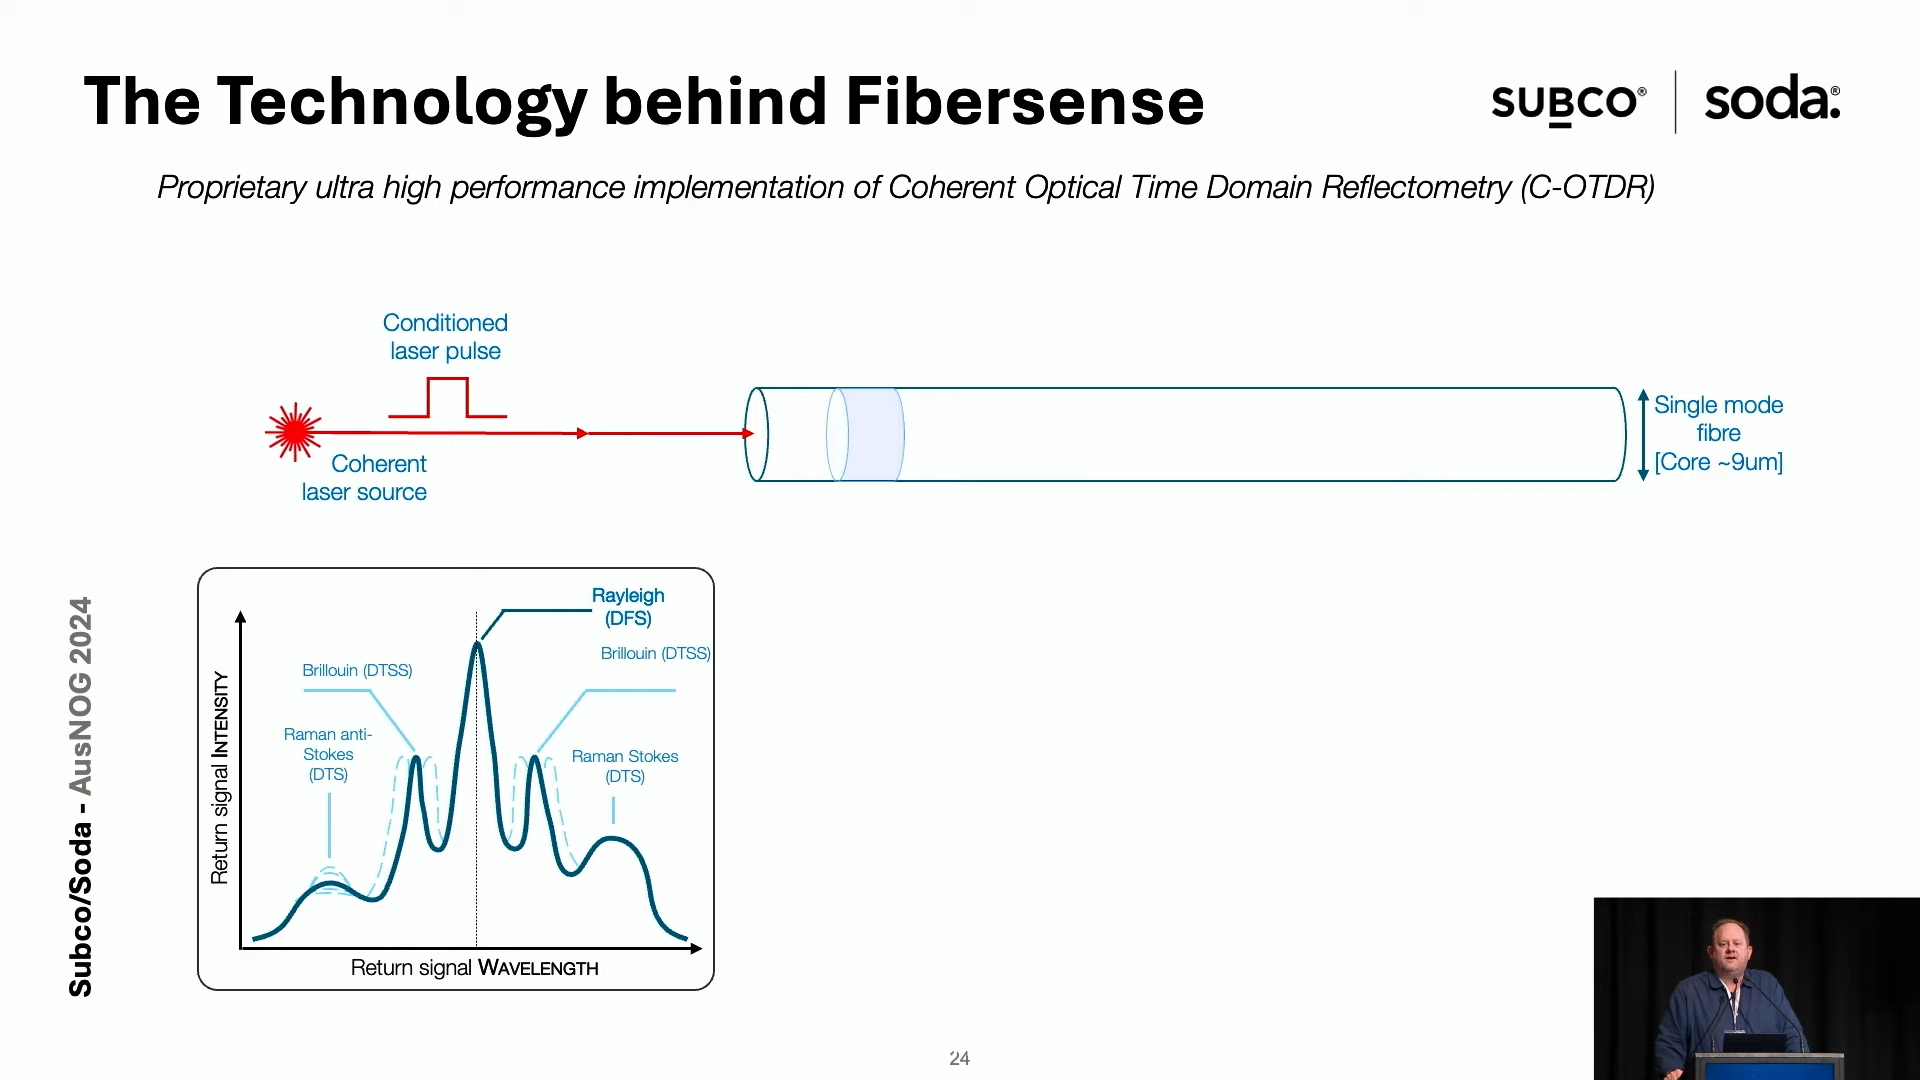 The Technology behind Fibersense
SUBCO® | soda.®
Proprietary ultra high performance implementation of Coherent Optical Time Domain Reflectometry (C-OTDR)
Conditioned
laser pulse
Coherent
laser source
Single mode
fibre
[Core ~9um]
Rayleigh
(DFS)
Brillouin (DTSS)
Brillouin (DTSS)
Raman anti-
Stokes
(DTS)
Raman Stokes
(DTS)
Return signal INTENSITY
Return signal WAVELENGTH
Subco/Soda - AusNOG 2024
24